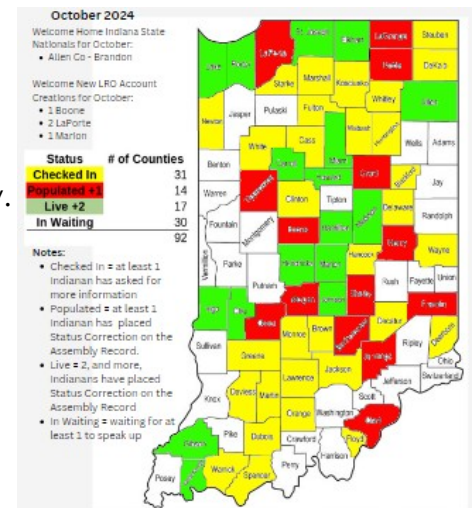 October 2024
Welcome Home Indiana State
Nationals for October:
• Allen Co - Brandon
Welcome New LRO Account
Creations for October:
• 1 Boone
• 2 LaPorte
• 1 Marion
Status # of Counties
Checked In 31
Populated +1 14
Live +2 17
In Waiting 30
92
Notes:
• Checked In = at least 1
Indianan has asked for
more information
• Populated = at least 1
Indianan has placed
Status Correction on the
Assembly Record.
• Live = 2, and more,
Indianans have placed
Status Correction on the
Assembly Record
• In Waiting = waiting for at
least 1 to speak up
y.
LaPorte
LaGrange
Steuben
DeKalb
Starke
Marshall
Kosciusko
Whitley
Newton
Jasper
Pulaski
Fulton
Wabash
Huntington
Wells
Adams
White
Cass
Miami
Benton
Grant
Blackford
Jay
Warren
Tippecanoe
Clinton
Tipton
Howard
Delaware
Randolph
Fountain
Montgomery
Boone
Hamilton
Madison
Henry
Wayne
Vermillion
Parke
Putnam
Hendricks
Marion
Hancock
Rush
Fayette
Union
Morgan
Johnson
Shelby
Franklin
Sullivan
Greene
Monroe
Brown
Bartholomew
Decatur
Ripley
Dearborn
Ohio
Switzerland
Jennings
Jefferson
Knox
Daviess
Martin
Lawrence
Jackson
Scott
Orange
Washington
Clark
Floyd
Gibson
Pike
Dubois
Crawford
Harrison
Posey
Warrick
Spencer
Perry